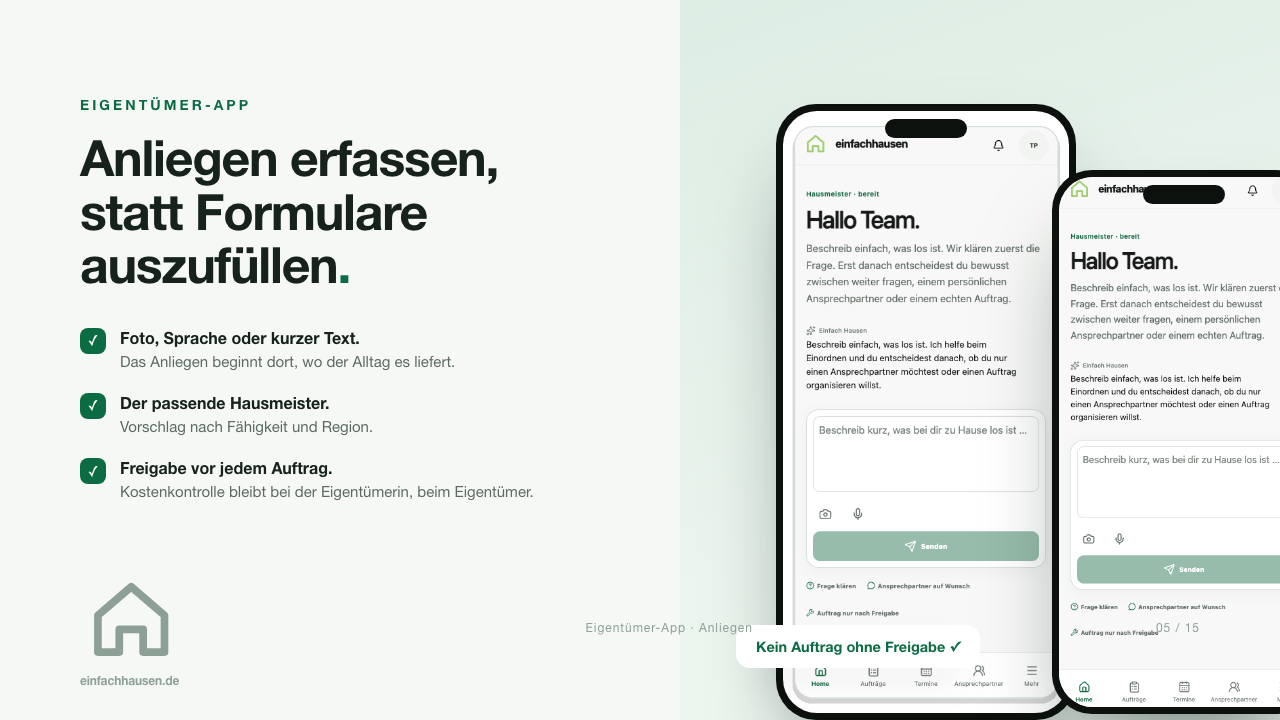 EIGENTÜMER-APP
Anliegen erfassen,
statt Formulare
auszufüllen.
✓ Foto, Sprache oder kurzer Text.
Das Anliegen beginnt dort, wo der Alltag es liefert.
✓ Der passende Hausmeister.
Vorschlag nach Fähigkeit und Region.
✓ Freigabe vor jedem Auftrag.
Kostenkontrolle bleibt bei der Eigentümerin, beim Eigentümer.
einfachhausen.de
Eigentümer-App · Anliegen
einfachhausen
TP
Hausmeister · bereit
Hallo Team.
Beschreib einfach, was los ist. Wir klären zuerst die
Frage. Erst danach entscheidest du bewusst
zwischen weiter fragen, einem persönlichen
Ansprechpartner oder einem echten Auftrag.
Einfach Hausen
Beschreib einfach, was los ist. Ich helfe beim
Einordnen und du entscheidest danach, ob du nur
einen Ansprechpartner möchtest oder einen Auftrag
organisieren willst.
Beschreib kurz, was bei dir zu Hause los ist ...
Senden
Frage klären Ansprechpartner auf Wunsch
Auftrag nur nach Freigabe
Kein Auftrag ohne Freigabe ✓
Home Aufträge Termine Ansprechpartner Mehr
einfachha
Hausmeister · bereit
Hallo Team.
Beschreib einfach, was los ist. Wir klären zuerst
Frage. Erst danach entscheidest du bewusst
zwischen weiter fragen, einem persönlichen
Ansprechpartner oder einem echten Auftrag.
Einfach Hausen
Beschreib einfach, was los ist. Ich helfe beim
Einordnen und du entscheidest danach, ob du nur
einen Ansprechpartner möchtest oder einen Auftrag
organisieren willst.
Beschreib kurz, was bei dir zu Hause los ist ...
Senden
Frage klären Ansprechpartner auf Wunsch
Auftrag nur nach Freigabe
05 / 15
Home Aufträge Termine Ansprechpartner